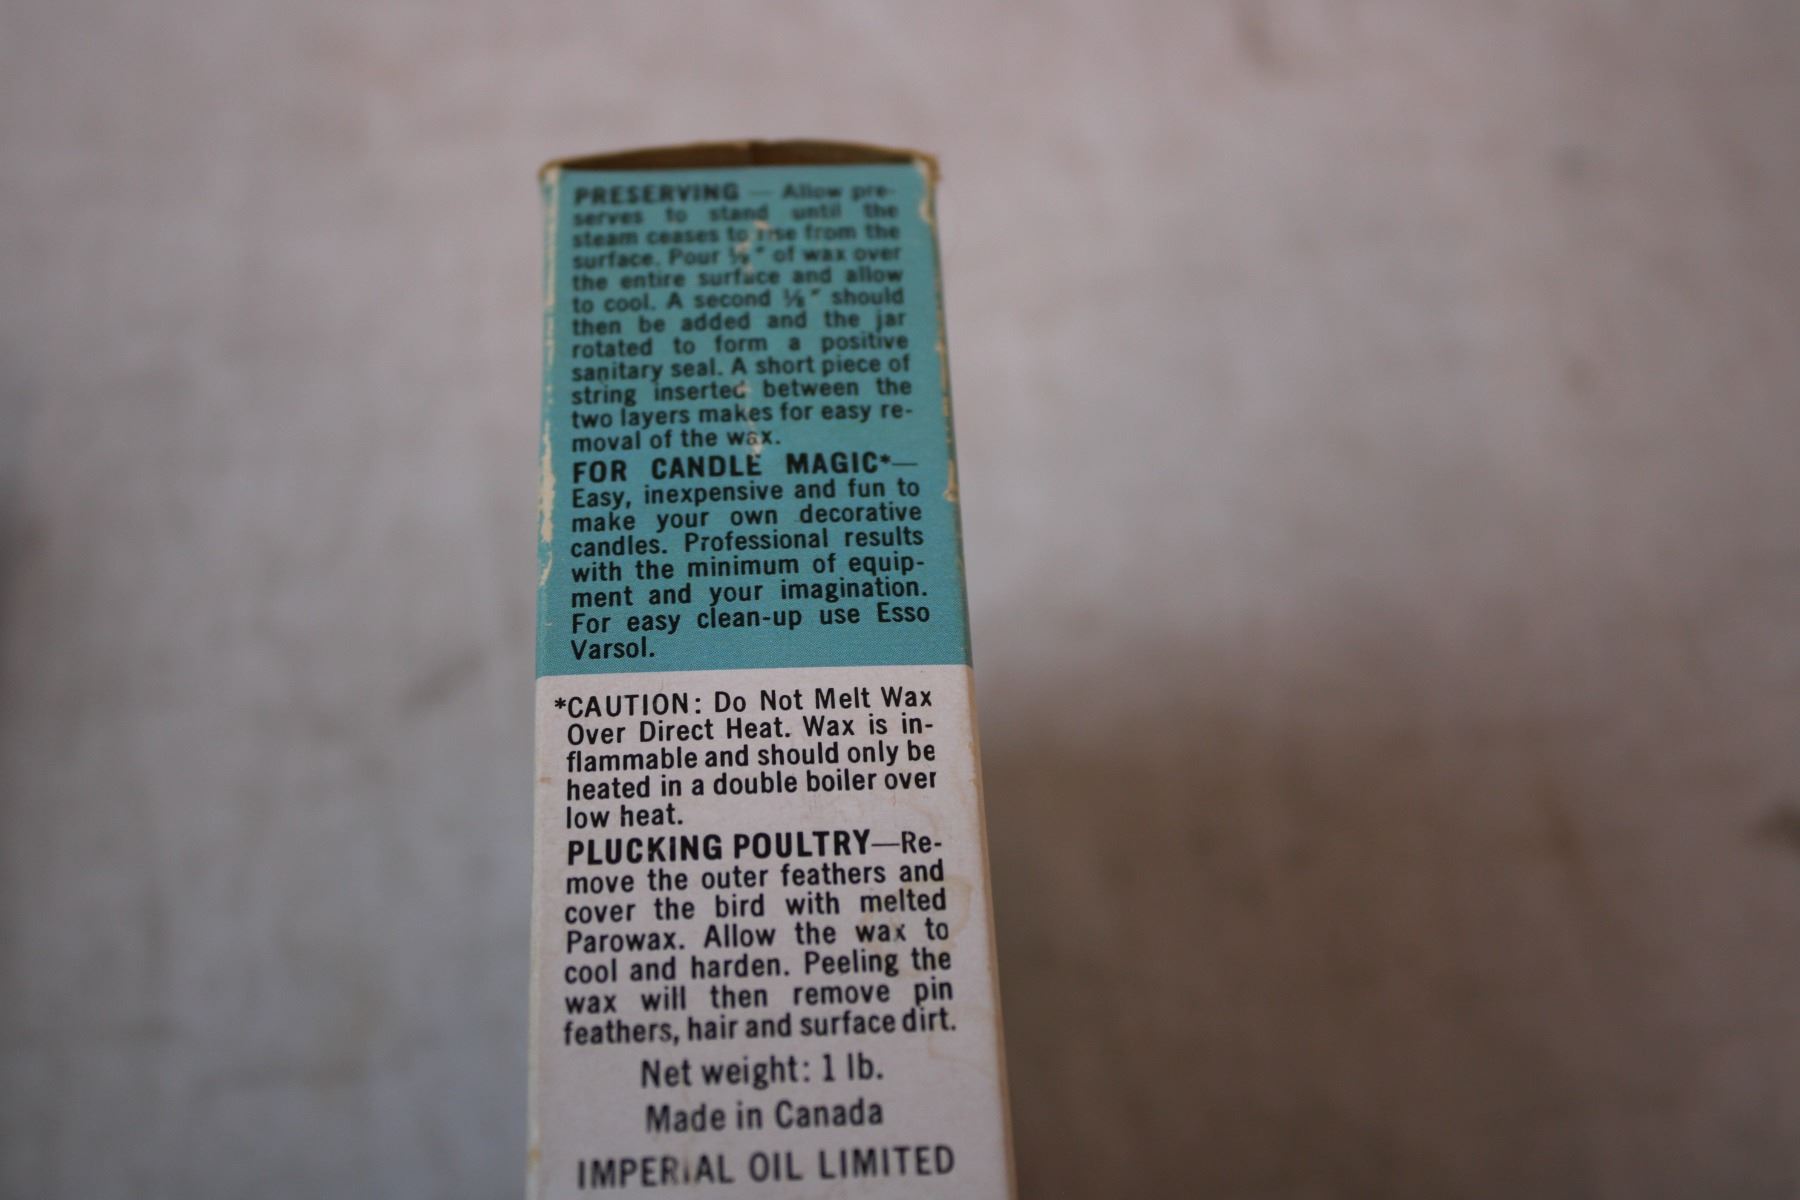 PRESERVING — Allow pre-
serves to stand until the
steam ceases to rise from the
surface. Pour ⅛" of wax over
the entire surface and allow
to cool. A second ⅛" should
then be added and the jar
rotated to form a positive
sanitary seal. A short piece of
string inserted between the
two layers makes for easy re-
moval of the wax.
FOR CANDLE MAGIC*—
Easy, inexpensive and fun to
make your own decorative
candles. Professional results
with the minimum of equip-
ment and your imagination.
For easy clean-up use Esso
Varsol.
*CAUTION: Do Not Melt Wax
Over Direct Heat. Wax is in-
flammable and should only be
heated in a double boiler over
low heat.
PLUCKING POULTRY—Re-
move the outer feathers and
cover the bird with melted
Parowax. Allow the wax to
cool and harden. Peeling the
wax will then remove pin
feathers, hair and surface dirt.
Net weight: 1 lb.
Made in Canada
IMPERIAL OIL LIMITED